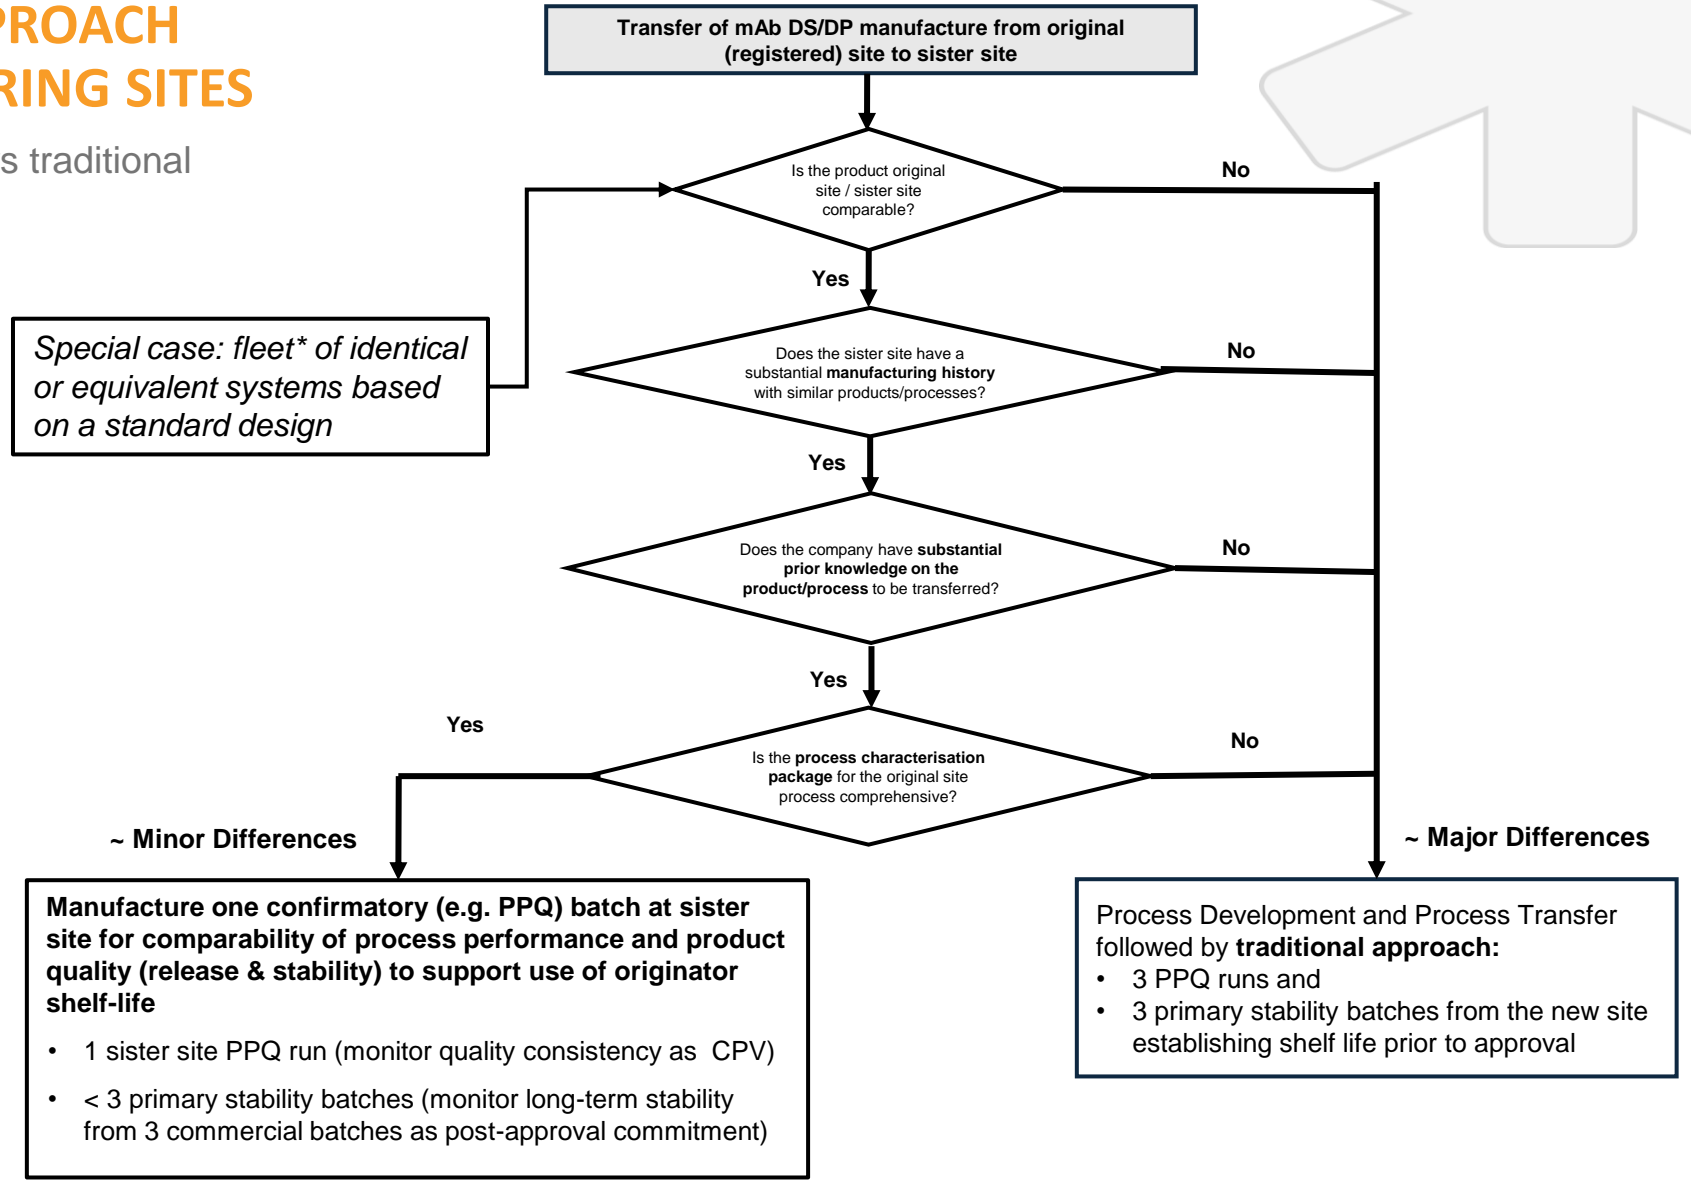 PROACH
RING SITES
s traditional
Transfer of mAb DS/DP manufacture from original
(registered) site to sister site
Is the product original
site / sister site
comparable?
No
Yes
Special case: fleet* of identical
or equivalent systems based
on a standard design
Does the sister site have a
substantial manufacturing history
with similar products/processes?
No
Yes
Does the company have substantial
prior knowledge on the
product/process to be transferred?
No
Yes
Is the process characterisation
package for the original site
process comprehensive?
Yes
No
~ Minor Differences
~ Major Differences
Manufacture one confirmatory (e.g. PPQ) batch at sister
site for comparability of process performance and product
quality (release & stability) to support use of originator
shelf-life
• 1 sister site PPQ run (monitor quality consistency as CPV)
• < 3 primary stability batches (monitor long-term stability
from 3 commercial batches as post-approval commitment)
Process Development and Process Transfer
followed by traditional approach:
• 3 PPQ runs and
• 3 primary stability batches from the new site
establishing shelf life prior to approval